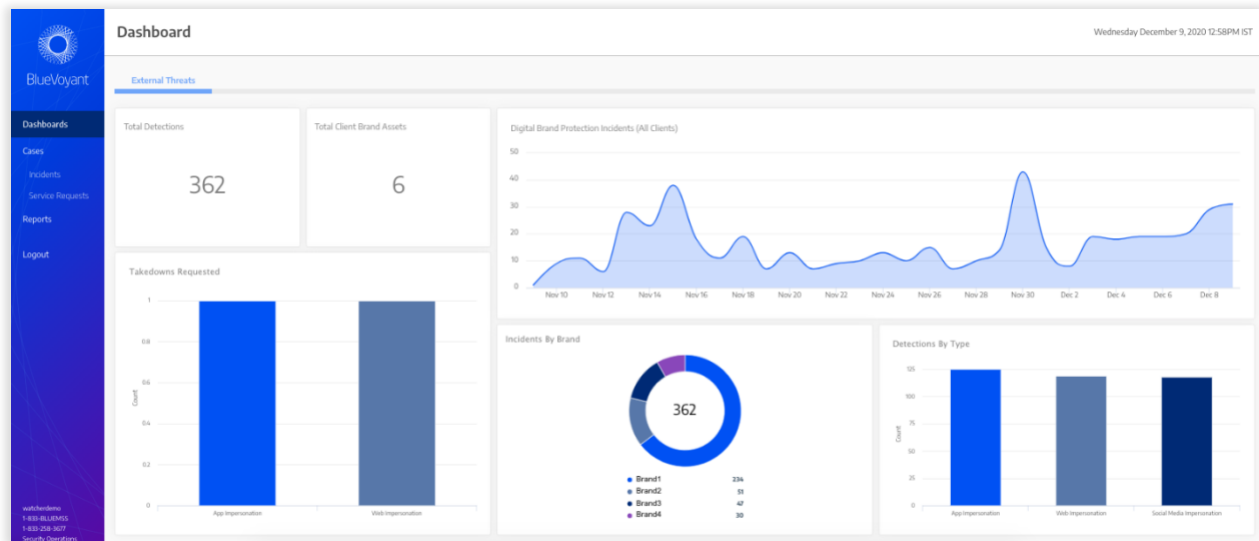 BlueVoyant
Dashboards
Cases
Incidents
Service Requests
Reports
Logout
watcherdemo
1-833-BLUEMSS
1-833-258-3677
Security Operations
Dashboard
Wednesday December 9, 2020 12:58PM IST
External Threats
Total Detections
362
Total Client Brand Assets
6
Digital Brand Protection Incidents (All Clients)
50
40
30
20
10
0
Nov 10 Nov 12 Nov 14 Nov 16 Nov 18 Nov 20 Nov 22 Nov 24 Nov 26 Nov 28 Nov 30 Dec 2 Dec 4 Dec 6 Dec 8
Takedowns Requested
1
0.8
0.6
0.4
0.2
0
Count
App Impersonation Web Impersonation
Incidents By Brand
362
Brand1 234
Brand2 51
Brand3 47
Brand4 30
Detections By Type
125
100
75
50
25
0
Count
App Impersonation Web Impersonation Social Media Impersonation